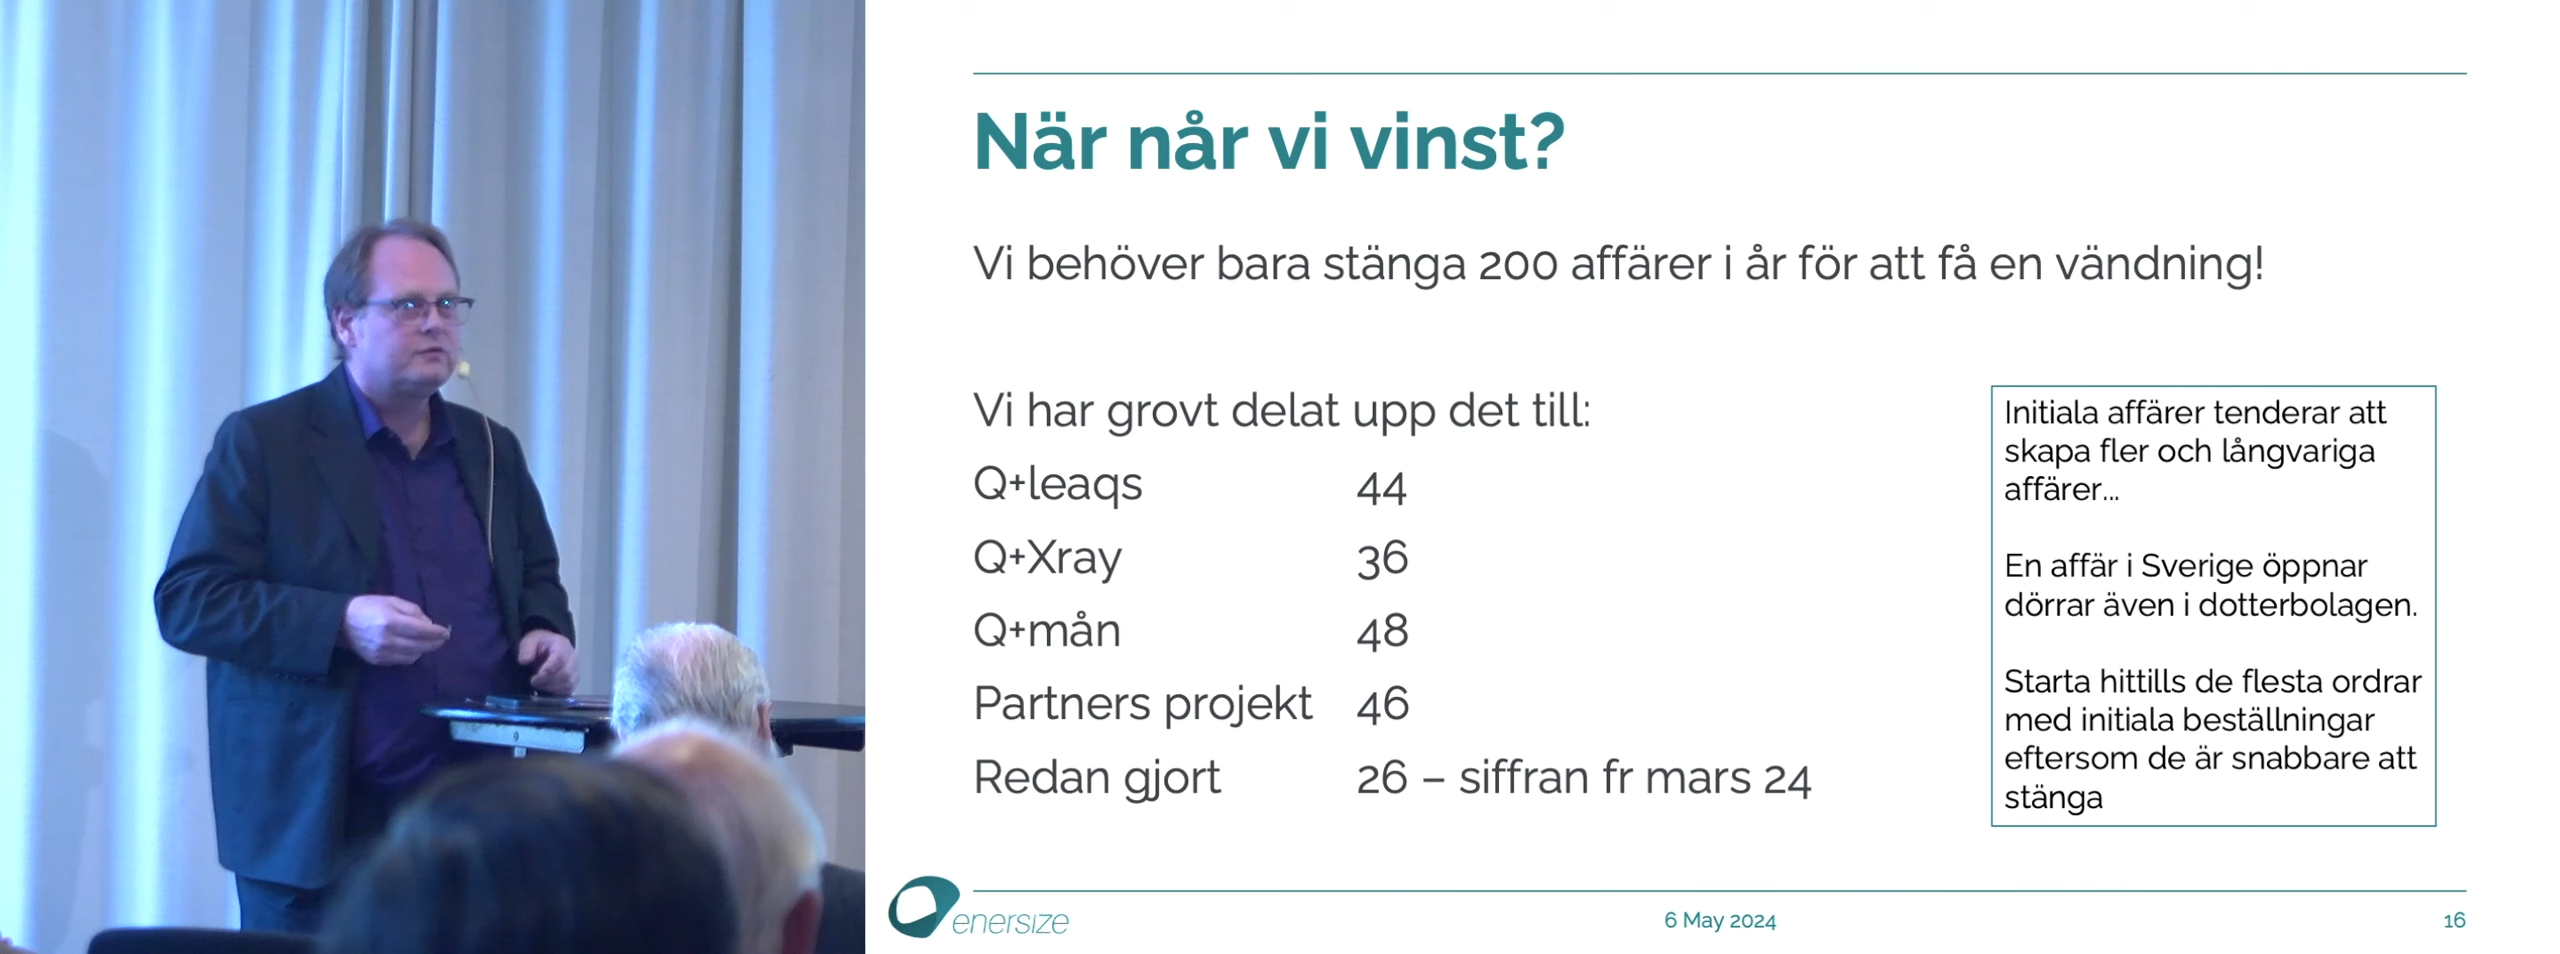 När når vi vinst?
Vi behöver bara stänga 200 affärer i år för att få en vändning!
Vi har grovt delat upp det till:
Q+leaqs 44
Q+Xray 36
Q+mån 48
Partners projekt 46
Redan gjort 26 – siffran fr mars 24
Initiala affärer tenderar att
skapa fler och långvariga
affärer...
En affär i Sverige öppnar
dörrar även i dotterbolagen.
Starta hittills de flesta ordrar
med initiala beställningar
eftersom de är snabbare att
stänga
enersize
6 May 2024
16
9